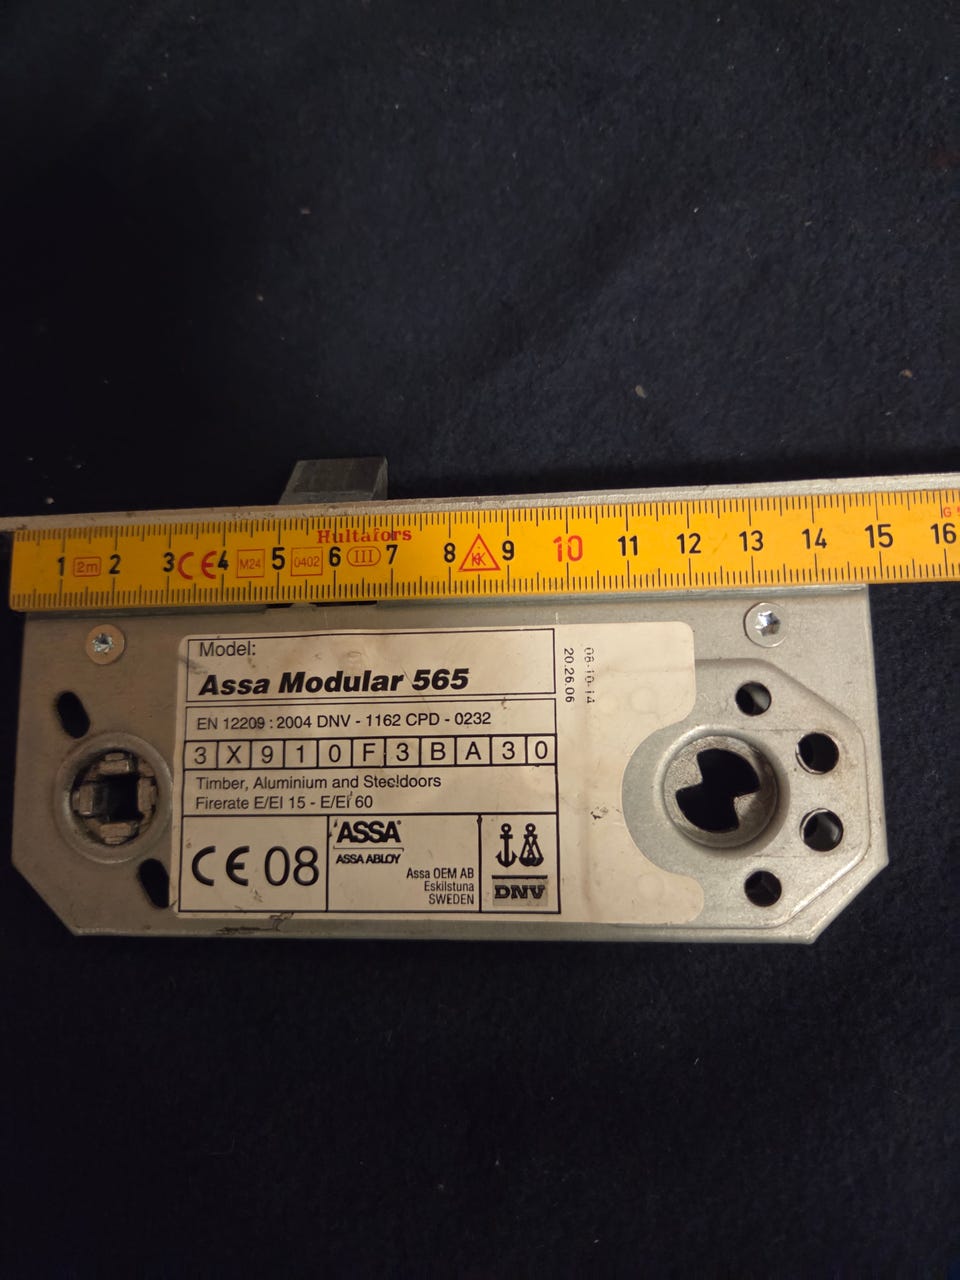 Hultafors
1 2m 2 3 CE 4 M24 5 0402 6 III 7 8 KK 9 10 11 12 13 14 15 16
G
Model:
Assa Modular 565
EN 12209 : 2004 DNV - 1162 CPD - 0232
3 X 9 1 0 F 3 B A 3 0
Timber, Aluminium and Steeldoors
Firerate E/EI 15 - E/EI 60
CE 08
ASSA
ASSA ABLOY
Assa OEM AB
Eskilstuna
SWEDEN
DNV
08-10-14
20.26.06